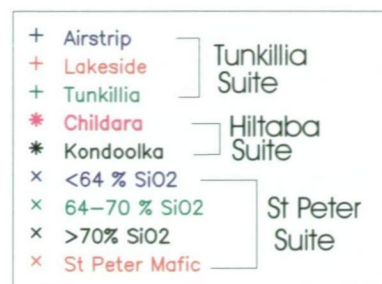 + Airstrip
+ Lakeside
+ Tunkillia
Tunkillia
Suite
* Childara
* Kondoolka
Hiltaba
Suite
× <64 % SiO2
× 64–70 % SiO2
× >70% SiO2
× St Peter Mafic
St Peter
Suite